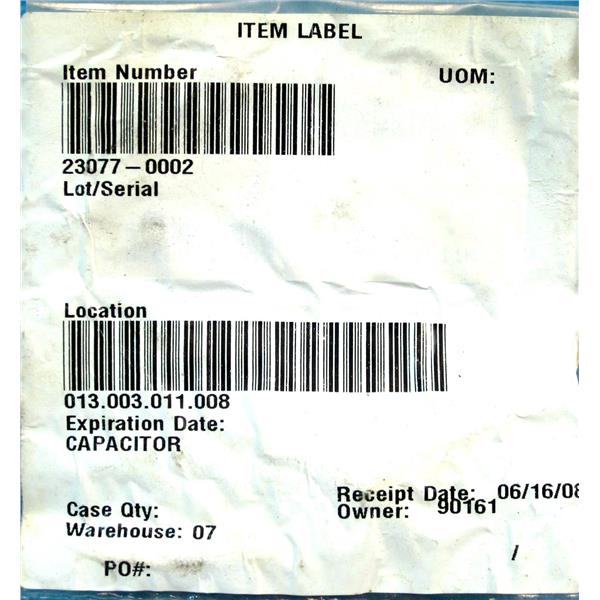 ITEM LABEL
Item Number UOM:
23077-0002
Lot/Serial
Location
013.003.011.008
Expiration Date:
CAPACITOR
Receipt Date: 06/16/08
Case Qty: Owner: 90161
Warehouse: 07
/
PO#: